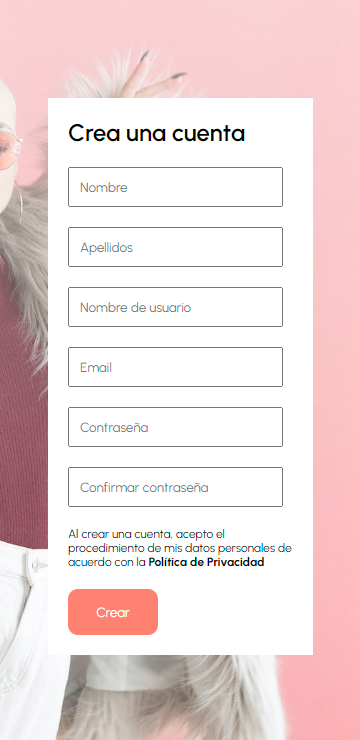 Crea una cuenta
Nombre
Apellidos
Nombre de usuario
Email
Contraseña
Confirmar contraseña
Al crear una cuenta, acepto el
procedimiento de mis datos personales de
acuerdo con la Política de Privacidad
Crear